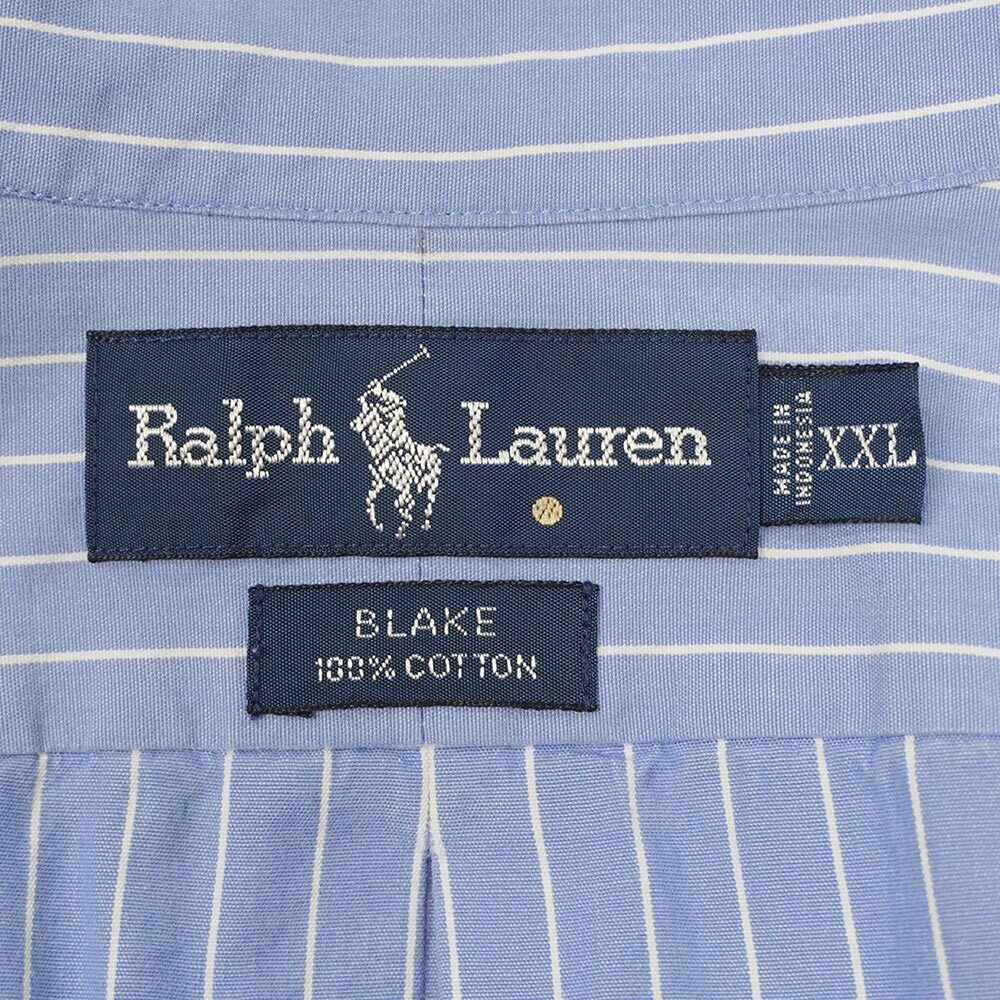 Ralph Lauren
MADE IN
INDONESIA
XXL
BLAKE
100% COTTON